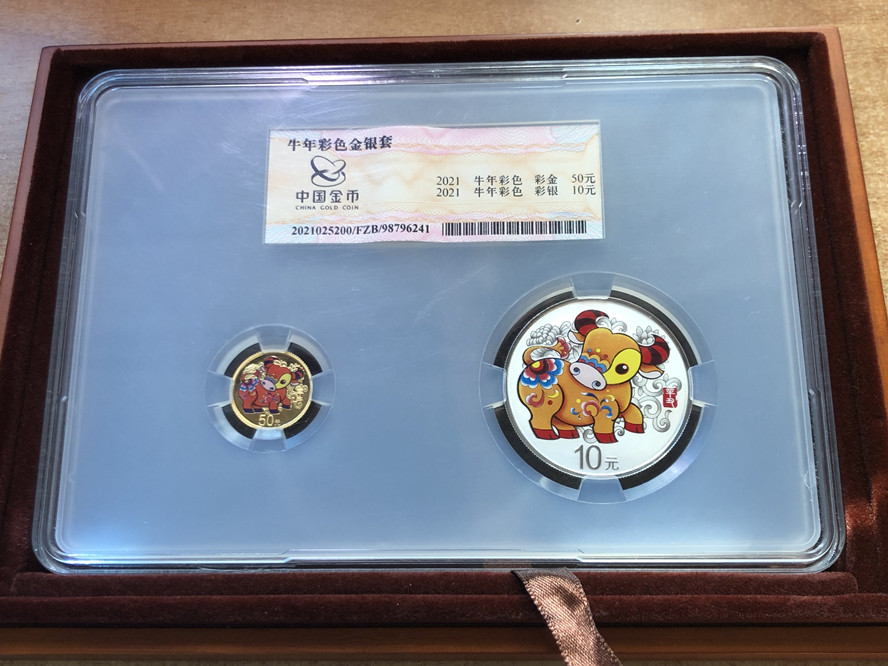 牛年彩色金银套
中国金币
CHINA GOLD COIN
2021 牛年彩色 彩金 50元
2021 牛年彩色 彩银 10元
2021025200/FZB/98796241
50元
10元
辛丑